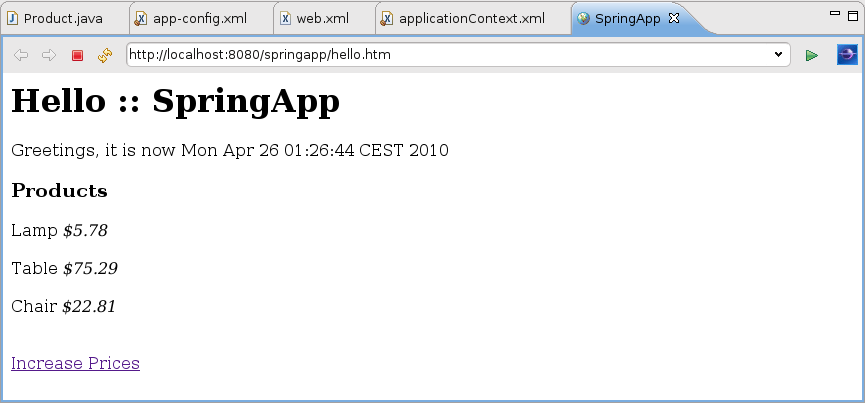 Product.java app-config.xml web.xml applicationContext.xml SpringApp
http://localhost:8080/springapp/hello.htm
Hello :: SpringApp
Greetings, it is now Mon Apr 26 01:26:44 CEST 2010
Products
Lamp $5.78
Table $75.29
Chair $22.81
Increase Prices